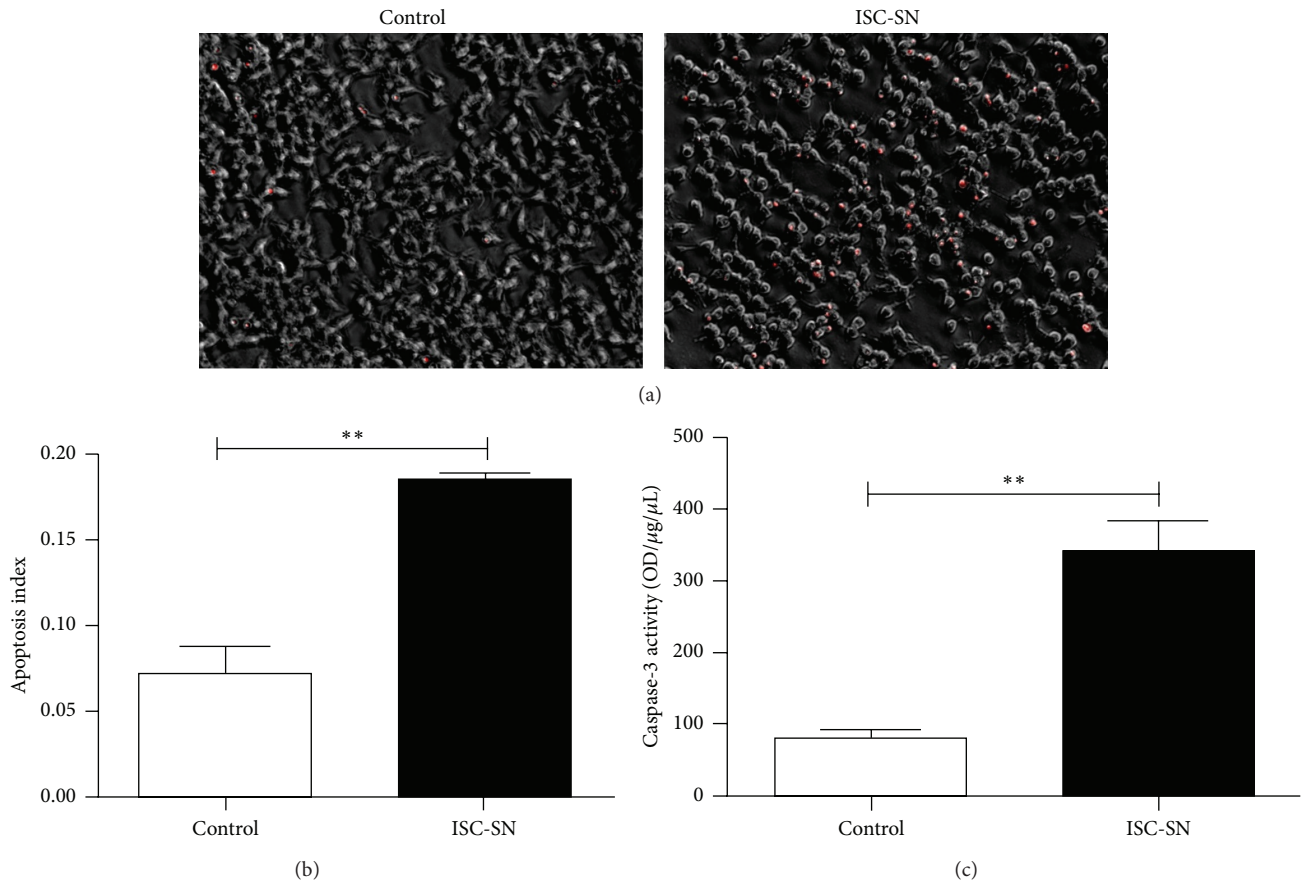 Control
ISC-SN
(a)
**
0.20
0.15
0.10
0.05
0.00
Apoptosis index
Control
ISC-SN
(b)
**
500
400
300
200
100
0
Caspase-3 activity (OD/μg/μL)
Control
ISC-SN
(c)